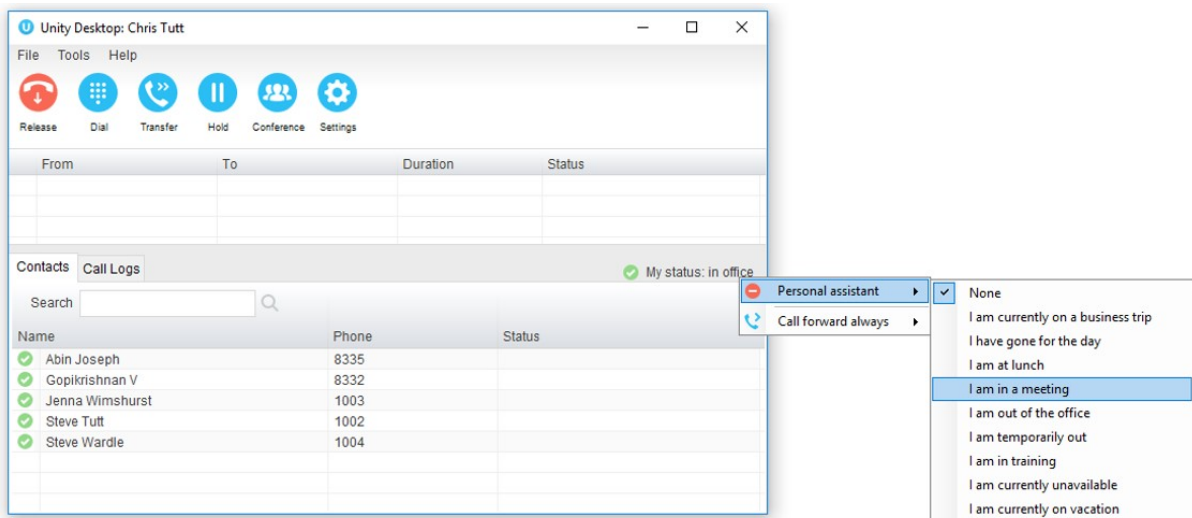 Unity Desktop: Chris Tutt
File Tools Help
Release Dial Transfer Hold Conference Settings
From To Duration Status
Contacts Call Logs My status: in office
Search
Name Phone Status
Abin Joseph 8335
Gopikrishnan V 8332
Jenna Wimshurst 1003
Steve Tutt 1002
Steve Wardle 1004
Personal assistant
Call forward always
None
I am currently on a business trip
I have gone for the day
I am at lunch
I am in a meeting
I am out of the office
I am temporarily out
I am in training
I am currently unavailable
I am currently on vacation